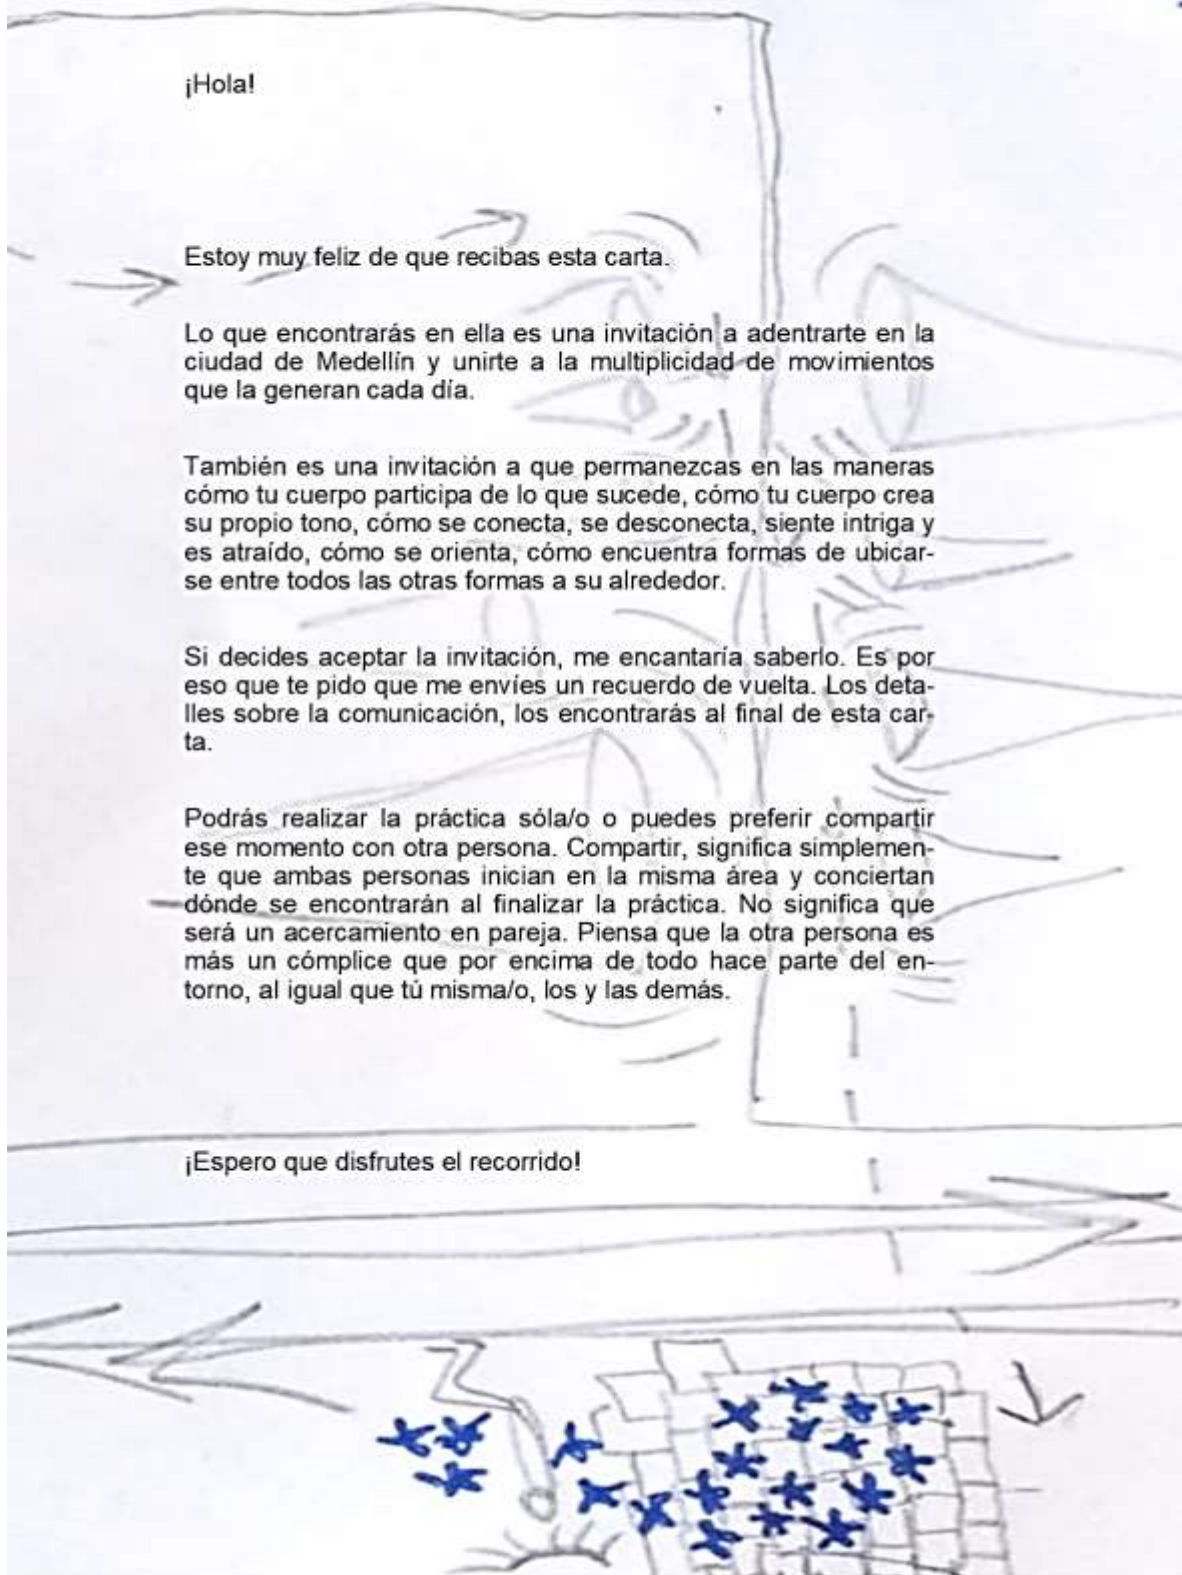 ¡Hola!
Estoy muy feliz de que recibas esta carta.
Lo que encontrarás en ella es una invitación a adentrarte en la
ciudad de Medellín y unirte a la multiplicidad de movimientos
que la generan cada día.
También es una invitación a que permanezcas en las maneras
cómo tu cuerpo participa de lo que sucede, cómo tu cuerpo crea
su propio tono, cómo se conecta, se desconecta, siente intriga y
es atraído, cómo se orienta, cómo encuentra formas de ubicar-
se entre todos las otras formas a su alrededor.
Si decides aceptar la invitación, me encantaría saberlo. Es por
eso que te pido que me envíes un recuerdo de vuelta. Los deta-
lles sobre la comunicación, los encontrarás al final de esta car-
ta.
Podrás realizar la práctica sóla/o o puedes preferir compartir
ese momento con otra persona. Compartir, significa simplemen-
te que ambas personas inician en la misma área y conciertan
dónde se encontrarán al finalizar la práctica. No significa que
será un acercamiento en pareja. Piensa que la otra persona es
más un cómplice que por encima de todo hace parte del en-
torno, al igual que tú misma/o, los y las demás.
¡Espero que disfrutes el recorrido!